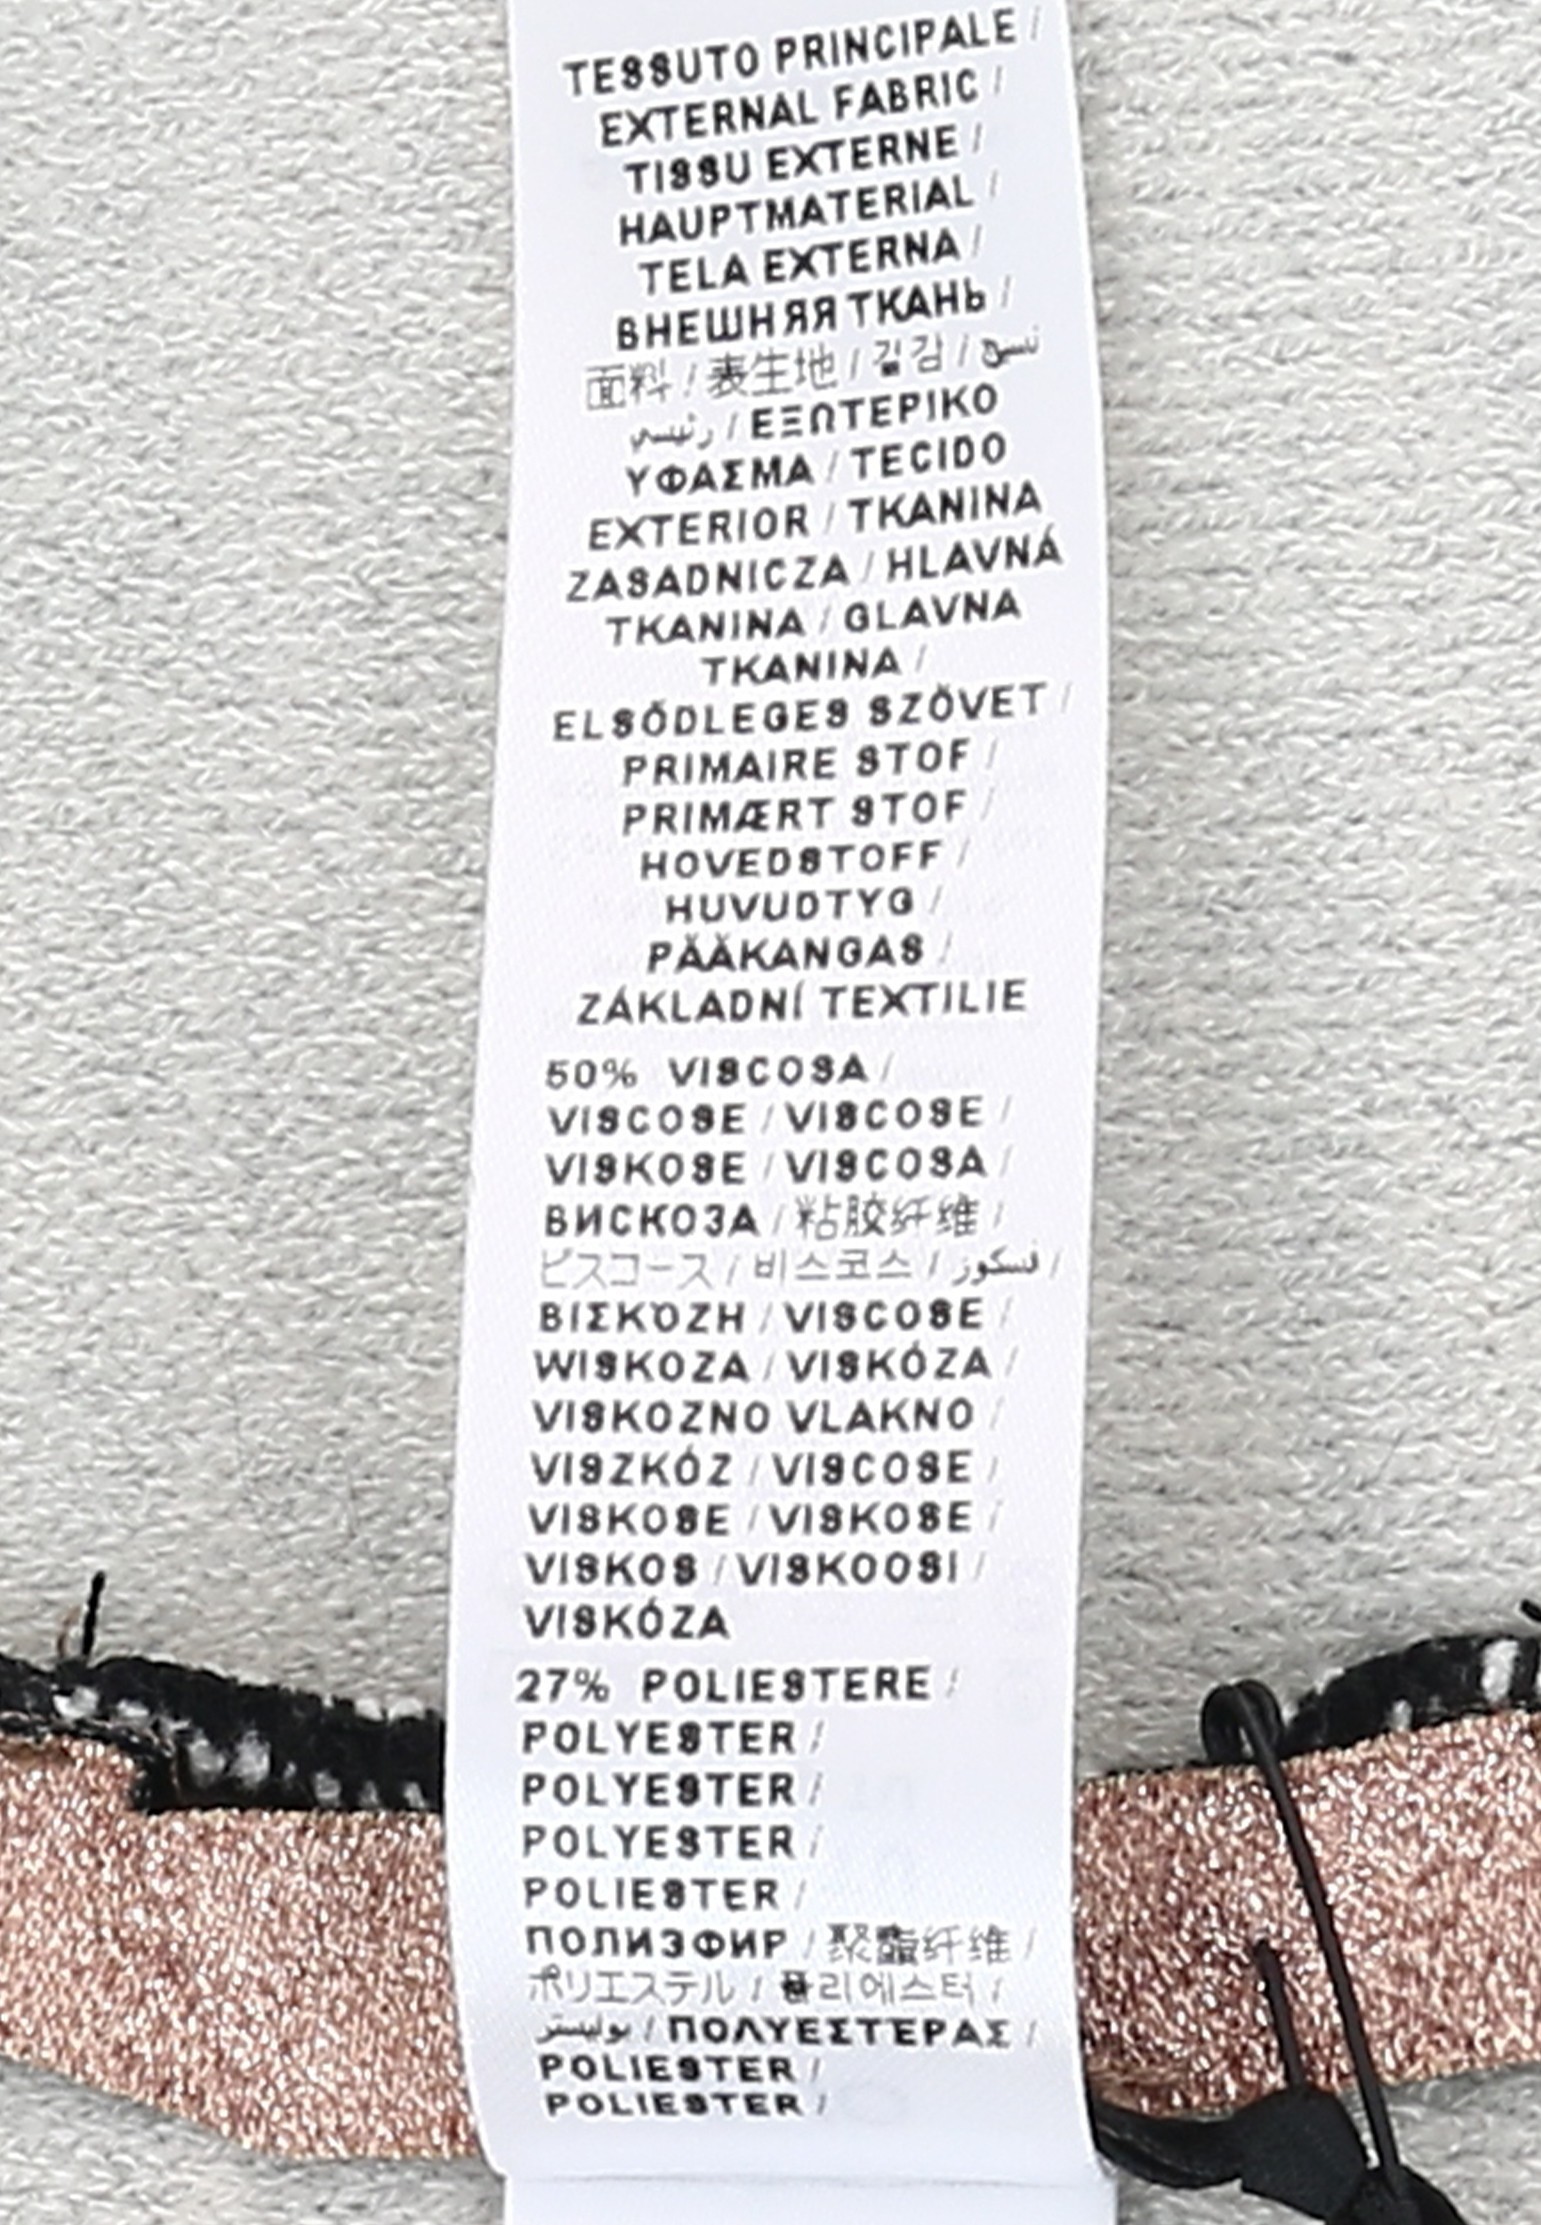 TESSUTO PRINCIPALE /
EXTERNAL FABRIC /
TISSU EXTERNE /
HAUPTMATERIAL /
TELA EXTERNA /
ВНЕШНЯЯ ТКАНЬ /
面料 / 表生地 / 겉감 / نسيج
رئيسي / ΕΞΩΤΕΡΙΚΟ
ΥΦΑΣΜΑ / TECIDO
EXTERIOR / TKANINA
ZASADNICZA / HLAVNÁ
TKANINA / GLAVNA
TKANINA /
ELSŐDLEGES SZÖVET /
PRIMAIRE STOF /
PRIMÆRT STOF /
HOVEDSTOFF /
HUVUDTYG /
PÄÄKANGAS /
ZÁKLADNÍ TEXTILIE
50% VISCOSA /
VISCOSE / VISCOSE /
VISKOSE / VISCOSA /
ВИСКОЗА / 粘胶纤维 /
ビスコース / 비스코스 / فسكوز /
ΒΙΣΚΌΖΗ / VISCOSE /
WISKOZA / VISKÓZA /
VISKOZNO VLAKNO /
VISZKÓZ / VISCOSE /
VISKOSE / VISKOSE /
VISKOS / VISKOOSI /
VISKÓZA
27% POLIESTERE /
POLYESTER /
POLYESTER /
POLYESTER /
POLIESTER /
ПОЛИЭФИР / 聚酯纤维 /
ポリエステル / 폴리에스터 /
بوليستر / ΠΟΛΥΕΣΤΈΡΑΣ /
POLIESTER /
POLIESTER /